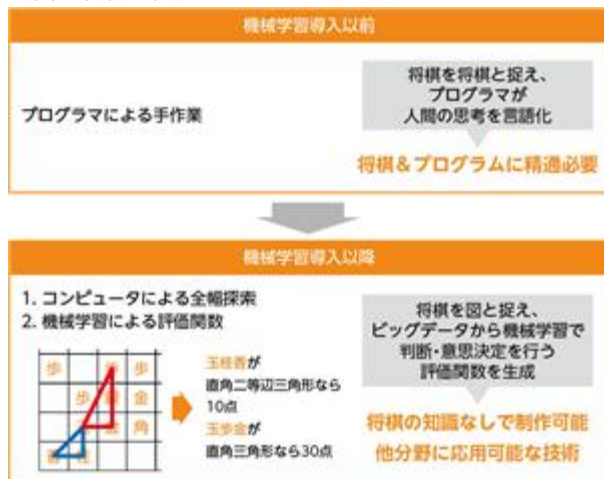 機械学習導入以前
プログラマによる手作業
将棋を将棋と捉え、
プログラマが
人間の思考を言語化
将棋&プログラムに精通必要
機械学習導入以降
1. コンピュータによる全幅探索
2. 機械学習による評価関数
歩 歩
歩 金
角
玉桂香が
直角二等辺三角形なら
10点
玉歩金が
直角三角形なら30点
将棋を図と捉え、
ビッグデータから機械学習で
判断・意思決定を行う
評価関数を生成
将棋の知識なしで制作可能
他分野に応用可能な技術